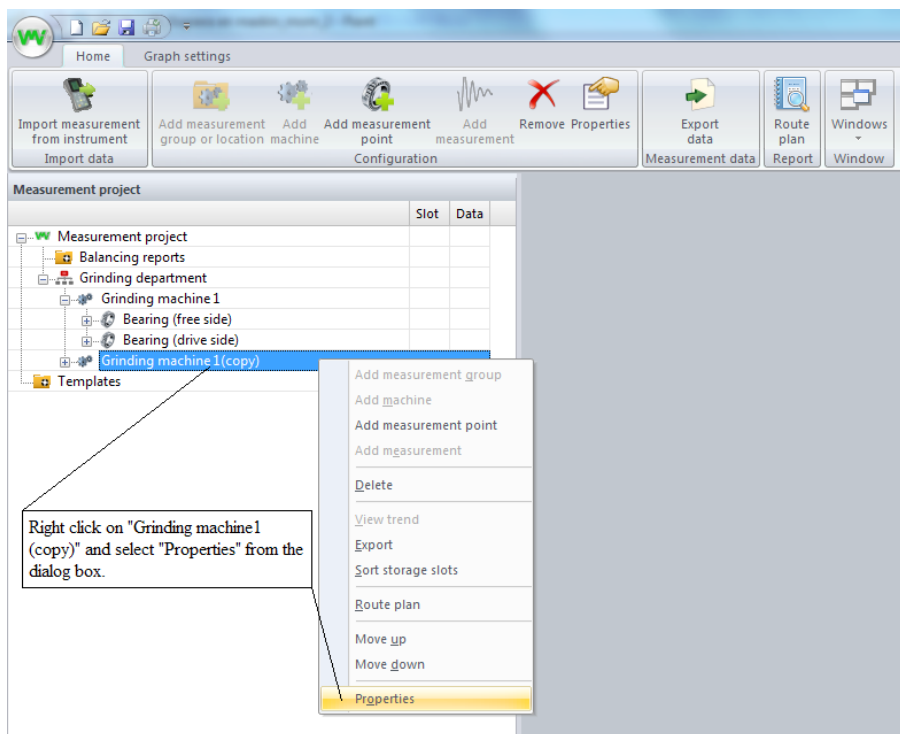 Home Graph settings
Import measurement
from instrument
Add measurement
group or location
Add
machine
Add measurement
point
Add
measurement
Remove
Properties
Export
data
Route
plan
Windows
Import data
Configuration
Measurement data
Report
Window
Measurement project
Slot Data
Measurement project
Balancing reports
Grinding department
Grinding machine 1
Bearing (free side)
Bearing (drive side)
Grinding machine 1(copy)
Templates
Add measurement group
Add machine
Add measurement point
Add measurement
Delete
View trend
Export
Sort storage slots
Route plan
Move up
Move down
Properties
Right click on "Grinding machine1
(copy)" and select "Properties" from the
dialog box.